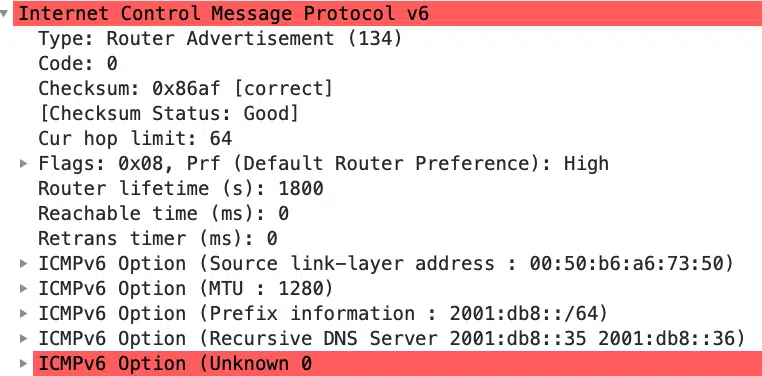 Internet Control Message Protocol v6
Type: Router Advertisement (134)
Code: 0
Checksum: 0x86af [correct]
[Checksum Status: Good]
Cur hop limit: 64
Flags: 0x08, Prf (Default Router Preference): High
Router lifetime (s): 1800
Reachable time (ms): 0
Retrans timer (ms): 0
ICMPv6 Option (Source link-layer address : 00:50:b6:a6:73:50)
ICMPv6 Option (MTU : 1280)
ICMPv6 Option (Prefix information : 2001:db8::/64)
ICMPv6 Option (Recursive DNS Server 2001:db8::35 2001:db8::36)
ICMPv6 Option (Unknown 0